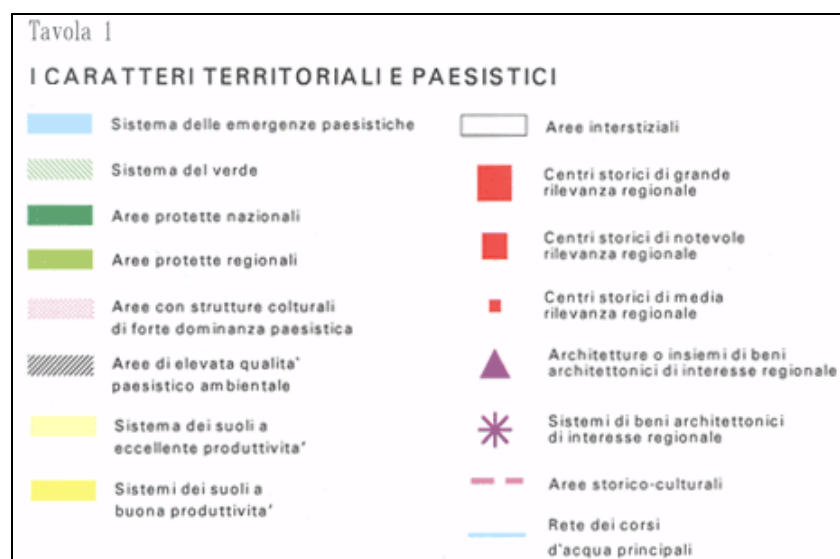 Tavola 1
I CARATTERI TERRITORIALI E PAESISTICI
Sistema delle emergenze paesistiche
Sistema del verde
Aree protette nazionali
Aree protette regionali
Aree con strutture colturali
di forte dominanza paesistica
Aree di elevata qualita'
paesistico ambientale
Sistema dei suoli a
eccellente produttivita'
Sistemi dei suoli a
buona produttivita'
Aree interstiziali
Centri storici di grande
rilevanza regionale
Centri storici di notevole
rilevanza regionale
Centri storici di media
rilevanza regionale
Architetture o insiemi di beni
architettonici di interesse regionale
Sistemi di beni architettonici
di interesse regionale
Aree storico-culturali
Rete dei corsi
d'acqua principali